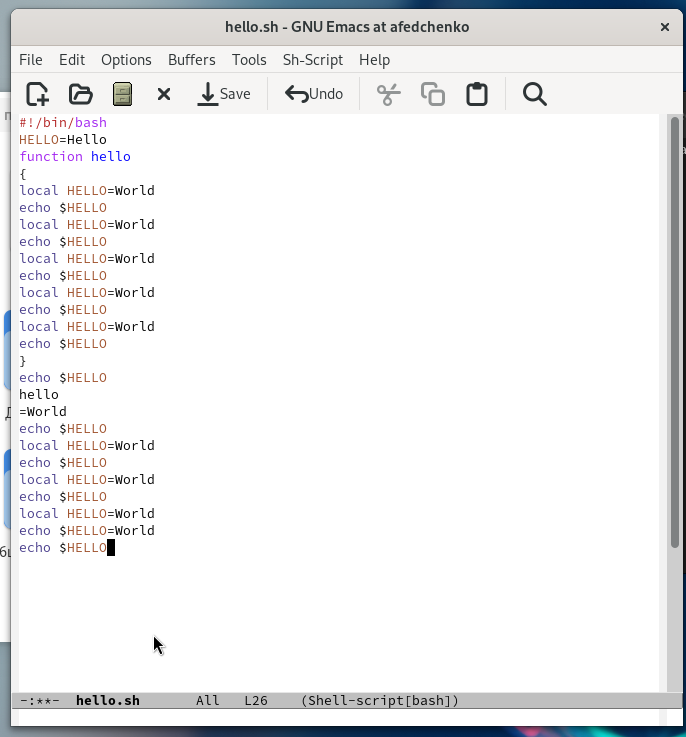 hello.sh - GNU Emacs at afedchenko
File Edit Options Buffers Tools Sh-Script Help
Save Undo
#!/bin/bash
HELLO=Hello
function hello
{
local HELLO=World
echo $HELLO
local HELLO=World
echo $HELLO
local HELLO=World
echo $HELLO
local HELLO=World
echo $HELLO
local HELLO=World
echo $HELLO
}
echo $HELLO
hello
=World
echo $HELLO
local HELLO=World
echo $HELLO
local HELLO=World
echo $HELLO
local HELLO=World
echo $HELLO=World
echo $HELLO
-:**- hello.sh All L26 (Shell-script[bash])